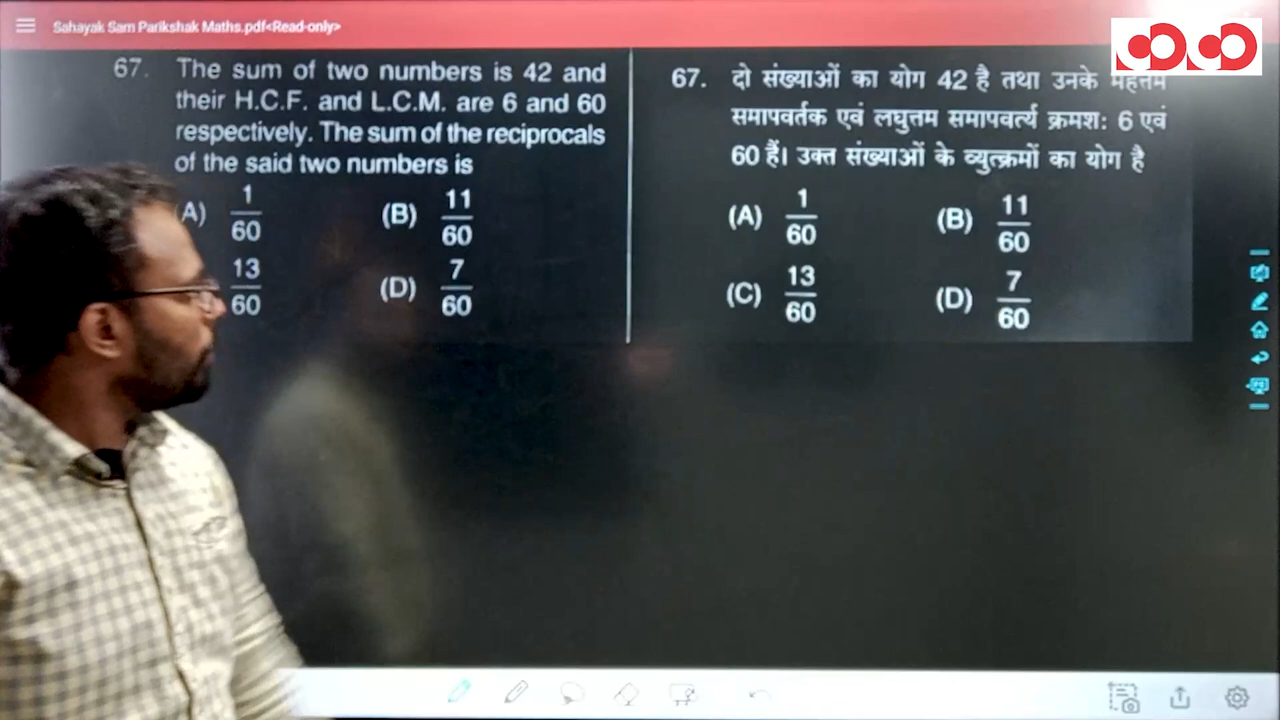 Sahayak Sam Parikshak Maths.pdf<Read-only>
67. The sum of two numbers is 42 and
their H.C.F. and L.C.M. are 6 and 60
respectively. The sum of the reciprocals
of the said two numbers is
A) 1/60 (B) 11/60
13/60 (D) 7/60
67. दो संख्याओं का योग 42 है तथा उनके महत्तम
समापवर्तक एवं लघुत्तम समापवर्त्य क्रमशः 6 एवं
60 हैं। उक्त संख्याओं के व्युत्क्रमों का योग है
(A) 1/60 (B) 11/60
(C) 13/60 (D) 7/60